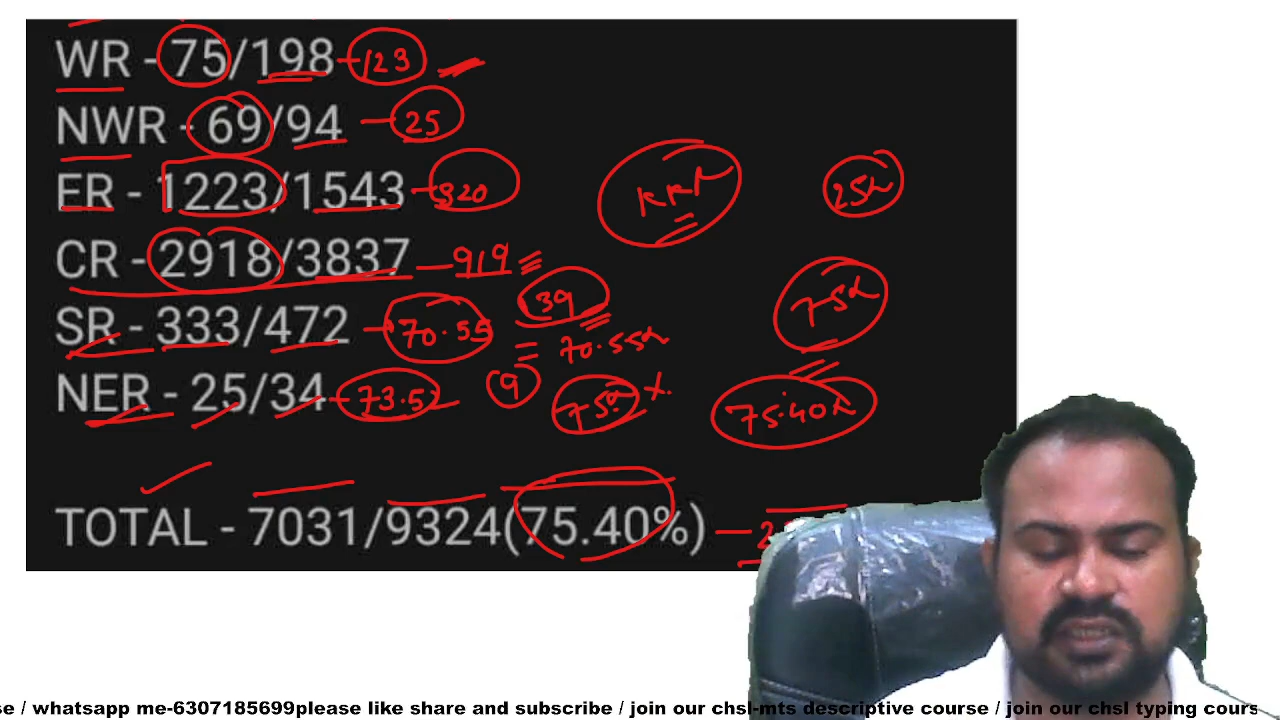 WR - 75/198 - 123
NWR - 69/94 - 25
ER - 1223/1543 - 320
25%
CR - 2918/3837 - 919
39
75%
SR - 333/472 - 70.55
= 70.55%
NER - 25/34 - 73.52
9
75% x
75.40%
TOTAL - 7031/9324(75.40%) - 2
se / whatsapp me-6307185699please like share and subscribe / join our chsl-mts descriptive course / join our chsl typing cours